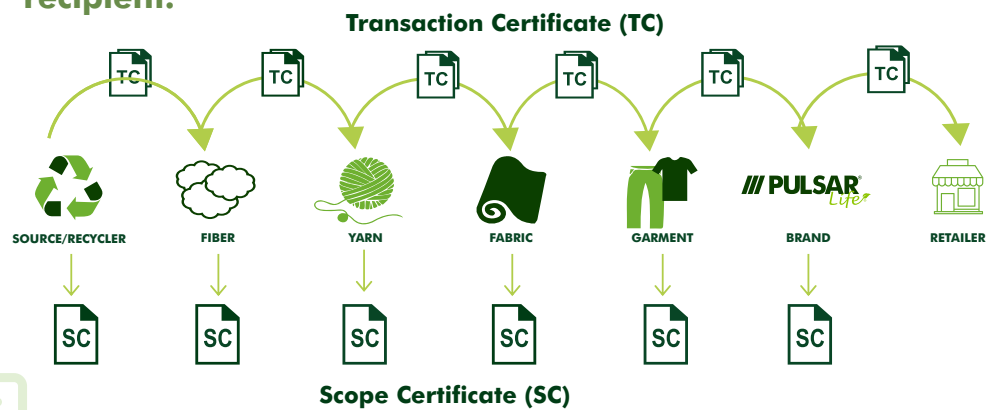 recipient.
Transaction Certificate (TC)
TC TC TC TC TC TC
PULSAR®
Life
SOURCE/RECYCLER FIBER YARN FABRIC GARMENT BRAND RETAILER
SC SC SC SC SC SC
Scope Certificate (SC)